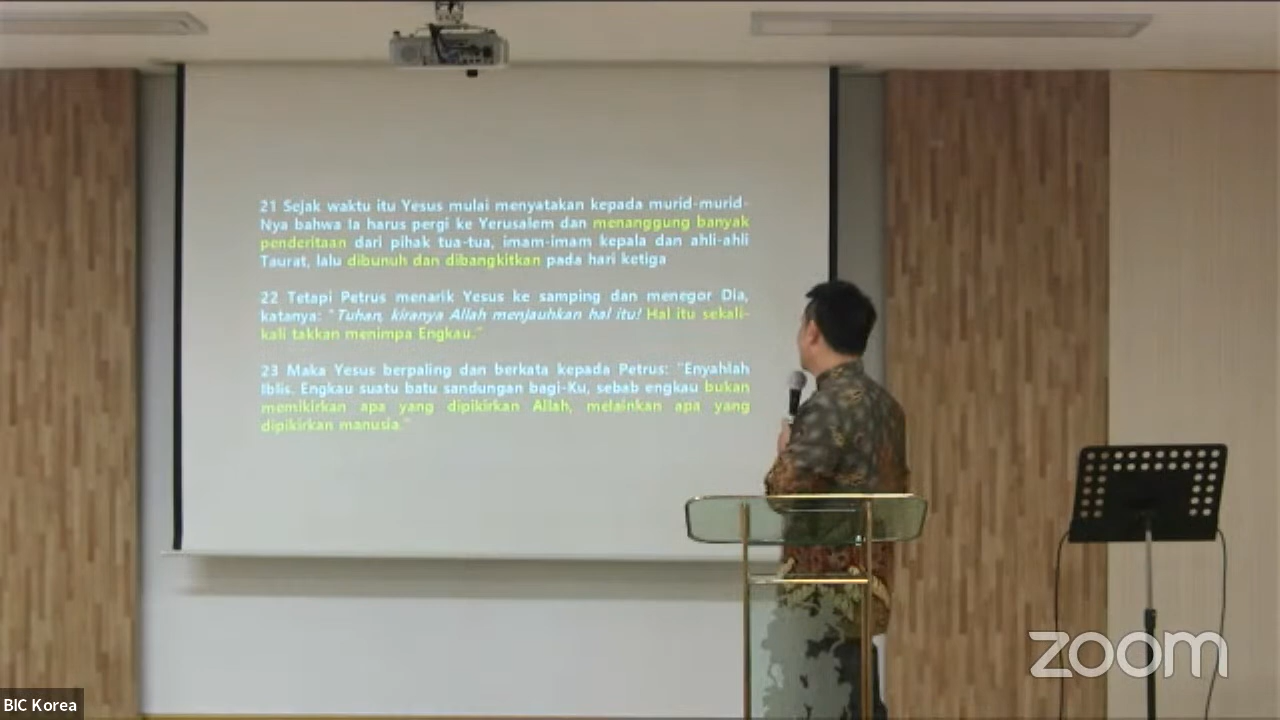 21 Sejak waktu itu Yesus mulai menyatakan kepada murid-murid-
Nya bahwa Ia harus pergi ke Yerusalem dan menanggung banyak
penderitaan dari pihak tua-tua, imam-imam kepala dan ahli-ahli
Taurat, lalu dibunuh dan dibangkitkan pada hari ketiga
22 Tetapi Petrus menarik Yesus ke samping dan menegor Dia,
katanya: "Tuhan, kiranya Allah menjauhkan hal itu! Hal itu sekali-
kali takkan menimpa Engkau."
23 Maka Yesus berpaling dan berkata kepada Petrus: "Enyahlah
Iblis. Engkau suatu batu sandungan bagi-Ku, sebab engkau bukan
memikirkan apa yang dipikirkan Allah, melainkan apa yang
dipikirkan manusia."
zoom
BIC Korea